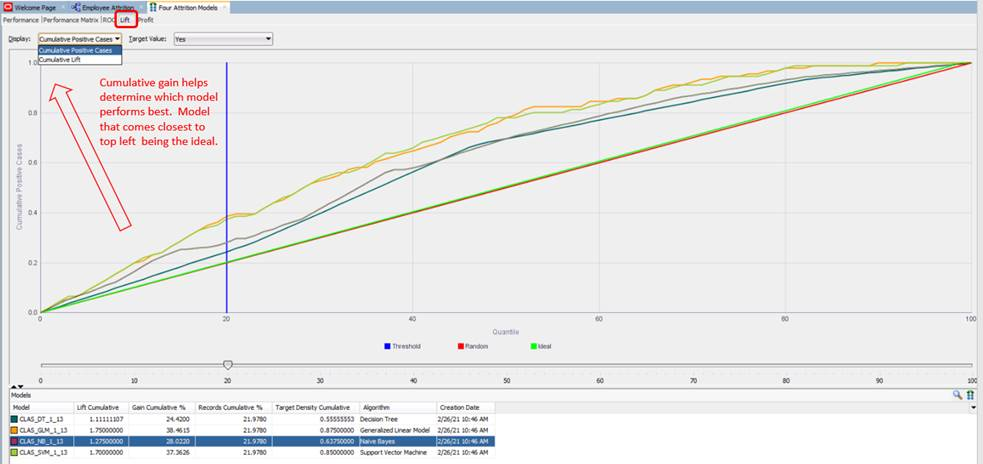 Welcome Page Employee Attrition Four Attrition Models
Performance Performance Matrix ROC Lift Profit
Display: Cumulative Positive Cases Target Value: Yes
Cumulative Positive Cases
Cumulative Lift
Cumulative gain helps
determine which model
performs best. Model
that comes closest to
top left being the ideal.
1.0
0.8
0.6
0.4
0.2
0.0
Cumulative Positive Cases
0 20 40 60 80 100
Quantile
Threshold Random Ideal
0 10 20 30 40 50 60 70 80 90 100
Models
Model Lift Cumulative Gain Cumulative % Records Cumulative % Target Density Cumulative Algorithm Creation Date
CLAS_DT_1_13 1.11111107 24.4200 21.9780 0.55555553 Decision Tree 2/26/21 10:46 AM
CLAS_GLM_1_13 1.75000000 38.4615 21.9780 0.87500000 Generalized Linear Model 2/26/21 10:46 AM
CLAS_NB_1_13 1.27500000 28.0220 21.9780 0.63750000 Naive Bayes 2/26/21 10:46 AM
CLAS_SVM_1_13 1.70000000 37.3626 21.9780 0.85000000 Support Vector Machine 2/26/21 10:46 AM